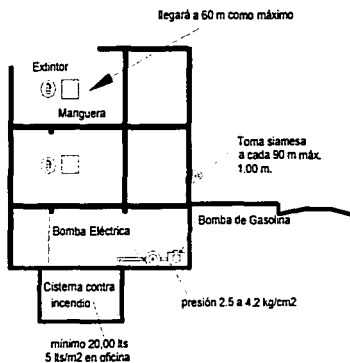 llegará a 60 m como máximo
Extintor
Manguera
Toma siamesa
a cada 90 m máx.
1.00 m.
Bomba Eléctrica
Bomba de Gasolina
Cisterna contra
incendio
presión 2.5 a 4.2 kg/cm2
mínimo 20,00 lts
5 lts/m2 en oficina